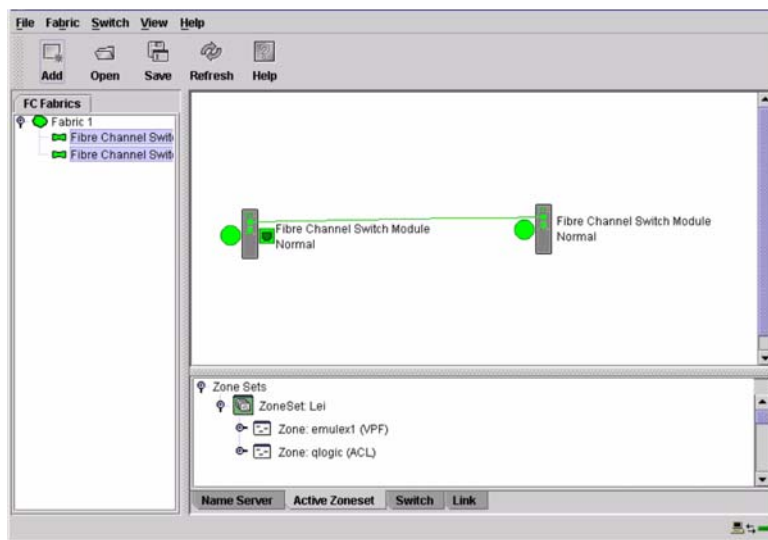 File Fabric Switch View Help
Add Open Save Refresh Help
FC Fabrics
Fabric 1
Fibre Channel Swit
Fibre Channel Swit
Fibre Channel Switch Module
Normal
Fibre Channel Switch Module
Normal
Zone Sets
ZoneSet: Lei
Zone: emulex1 (VPF)
Zone: qlogic (ACL)
Name Server Active Zoneset Switch Link